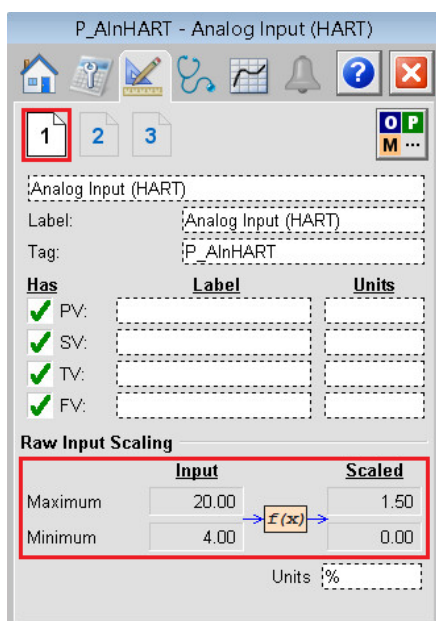 P_AInHART - Analog Input (HART)
?
1 2 3
O P
M ...
Analog Input (HART)
Label: Analog Input (HART)
Tag: P_AInHART
Has Label Units
PV:
SV:
TV:
FV:
Raw Input Scaling
Input Scaled
Maximum 20.00 f(x) 1.50
Minimum 4.00 0.00
Units %